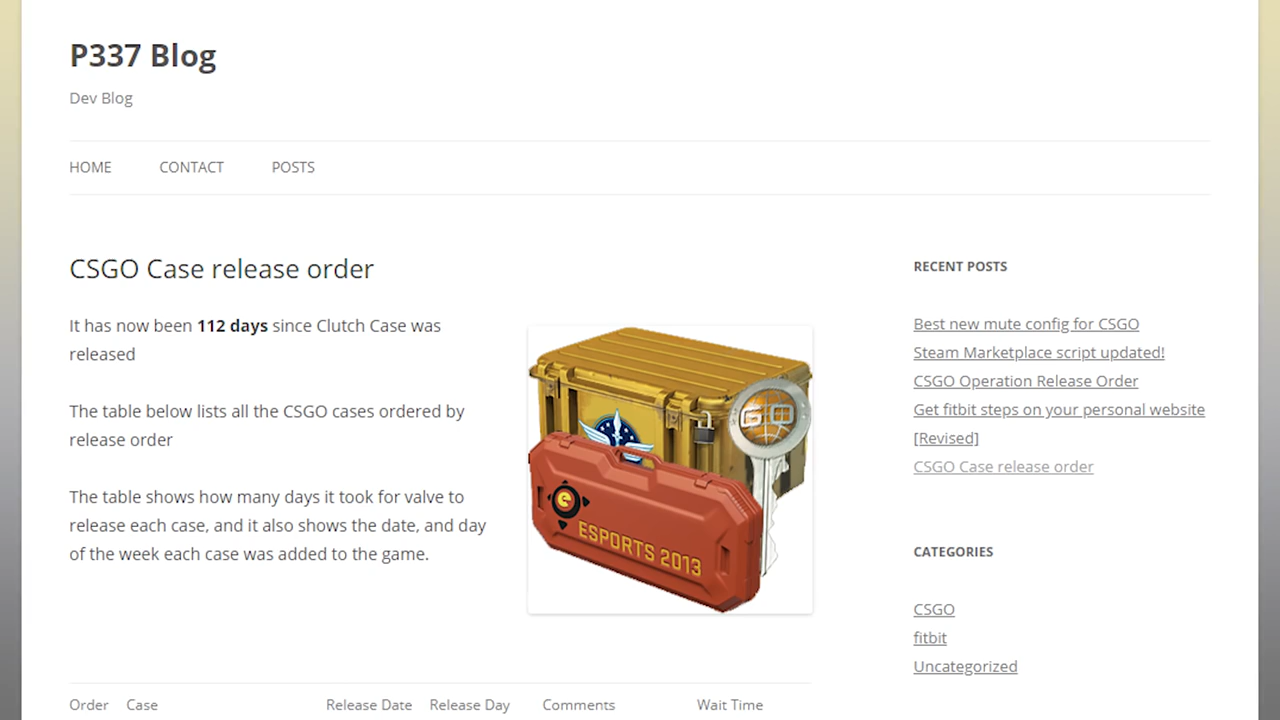 P337 Blog
Dev Blog
HOME CONTACT POSTS
CSGO Case release order
It has now been 112 days since Clutch Case was
released
The table below lists all the CSGO cases ordered by
release order
The table shows how many days it took for valve to
release each case, and it also shows the date, and day
of the week each case was added to the game.
GO
e
ESPORTS 2013
Order Case Release Date Release Day Comments Wait Time
RECENT POSTS
Best new mute config for CSGO
Steam Marketplace script updated!
CSGO Operation Release Order
Get fitbit steps on your personal website
[Revised]
CSGO Case release order
CATEGORIES
CSGO
fitbit
Uncategorized